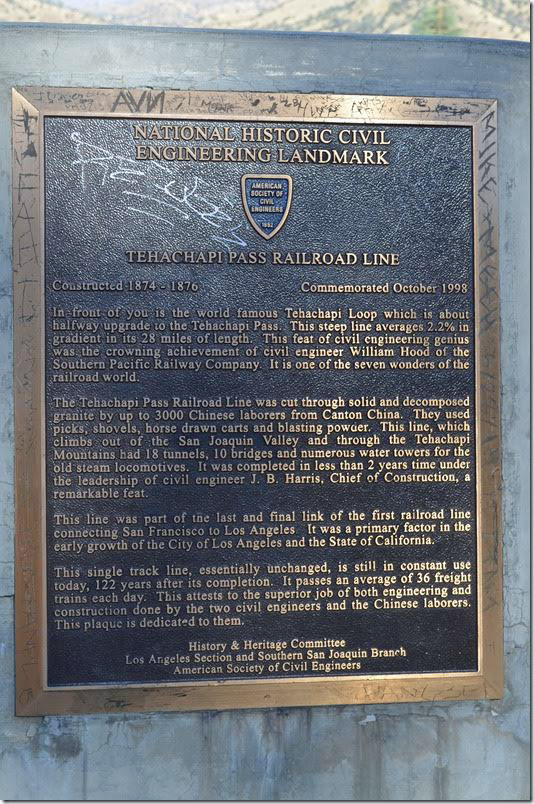 AVN
NATIONAL HISTORIC CIVIL
ENGINEERING LANDMARK
AMERICAN
SOCIETY OF
CIVIL
ENGINEERS
1852
TEHACHAPI PASS RAILROAD LINE
Constructed 1874 - 1876 Commemorated October 1998
In front of you is the world famous Tehachapi Loop which is about
halfway upgrade to the Tehachapi Pass. This steep line averages 2.2% in
gradient in its 28 miles of length. This feat of civil engineering genius
was the crowning achievement of civil engineer William Hood of the
Southern Pacific Railway Company. It is one of the seven wonders of the
railroad world.
The Tehachapi Pass Railroad Line was cut through solid and decomposed
granite by up to 3000 Chinese laborers from Canton China. They used
picks, shovels, horse drawn carts and blasting powder. This line, which
climbs out of the San Joaquin Valley and through the Tehachapi
Mountains had 18 tunnels, 10 bridges and numerous water towers for the
old steam locomotives. It was completed in less than 2 years time under
the leadership of civil engineer J. B. Harris, Chief of Construction, a
remarkable feat.
This line was part of the last and final link of the first railroad line
connecting San Francisco to Los Angeles. It was a primary factor in the
early growth of the City of Los Angeles and the State of California.
This single track line, essentially unchanged, is still in constant use
today, 122 years after its completion. It passes an average of 36 freight
trains each day. This attests to the superior job of both engineering and
construction done by the two civil engineers and the Chinese laborers.
This plaque is dedicated to them.
History & Heritage Committee
Los Angeles Section and Southern San Joaquin Branch
American Society of Civil Engineers